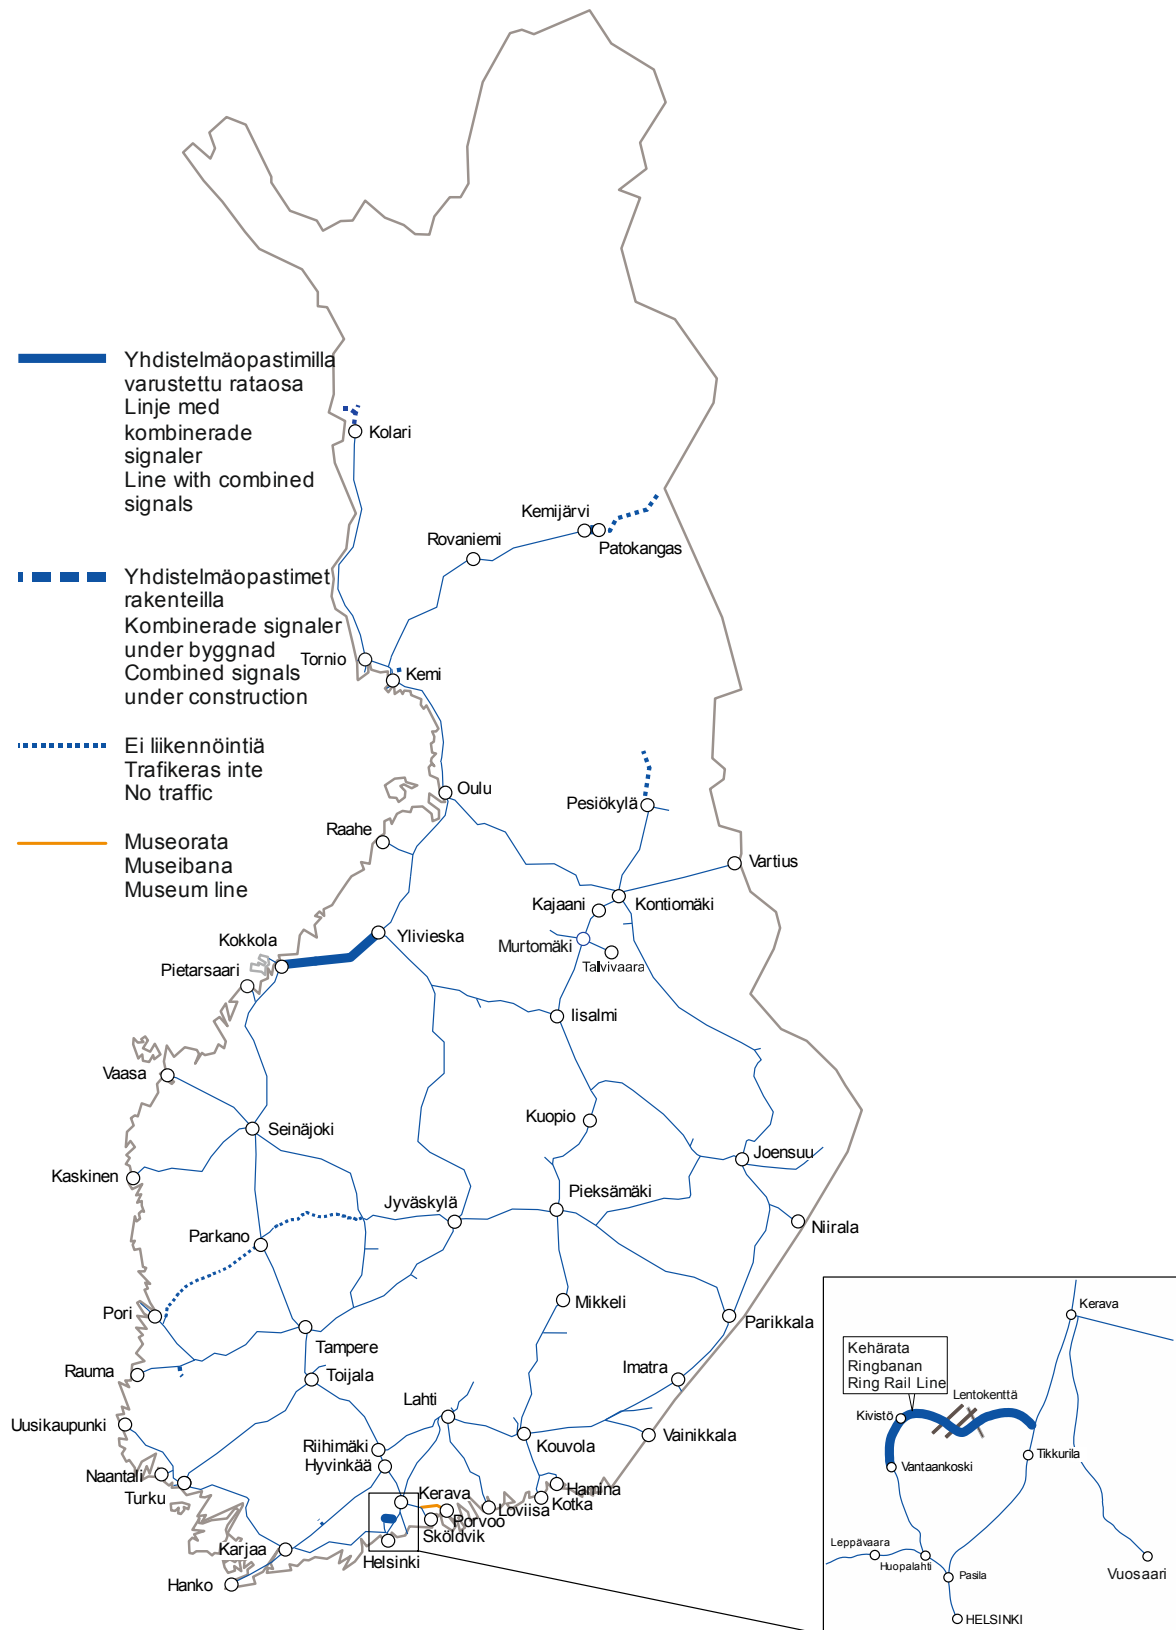 Yhdistelmäopastimilla
varustettu rataosa
Linje med
kombinerade
signaler
Line with combined
signals
Yhdistelmäopastimet
rakenteilla
Kombinerade signaler
under byggnad
Combined signals
under construction
Ei liikennöintiä
Trafikeras inte
No traffic
Museorata
Museibana
Museum line
Kolari
Kemijärvi
Patokangas
Rovaniemi
Tornio
Kemi
Oulu
Pesiökylä
Raahe
Vartius
Kajaani
Kontiomäki
Ylivieska
Kokkola
Murtomäki
Talvivaara
Pietarsaari
Iisalmi
Vaasa
Kuopio
Seinäjoki
Joensuu
Kaskinen
Pieksämäki
Jyväskylä
Niirala
Parkano
Mikkeli
Pori
Parikkala
Tampere
Rauma
Toijala
Imatra
Lahti
Uusikaupunki
Kouvola
Vainikkala
Riihimäki
Hyvinkää
Naantali
Turku
Hamina
Kotka
Kerava
Loviisa
Porvoo
Sköldvik
Karjaa
Helsinki
Hanko
Kerava
Kehärata
Ringbanan
Ring Rail Line
Lentokenttä
Kivistö
Tikkurila
Vantaankoski
Leppävaara
Huopalahti
Pasila
Vuosaari
HELSINKI